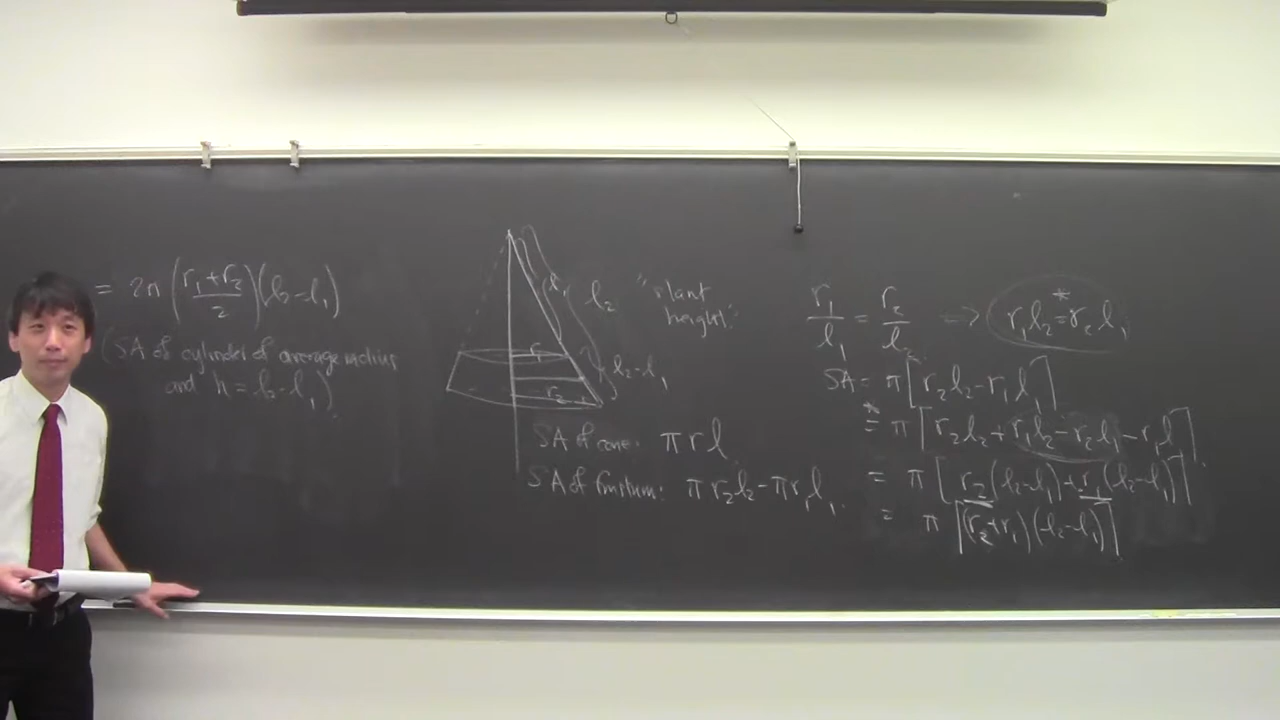 = 2π ((r₁+r₂)/2)(l₂-l₁)
(SA of cylinder of average radius
and h = l₂-l₁)
l₁
l₂
"slant
height"
r₁
l₂-l₁
r₂
SA of cone: πrl
SA of frustum: πr₂l₂-πr₁l₁.
r₁/l₁ = r₂/l₂ ⟹ r₁l₂ =* r₂l₁
SA = π[r₂l₂-r₁l₁]
=* π[r₂l₂+r₁l₂-r₂l₁-r₁l₁].
= π[r₂(l₂-l₁)+r₁(l₂-l₁)]
= π[(r₂+r₁)(l₂-l₁)]